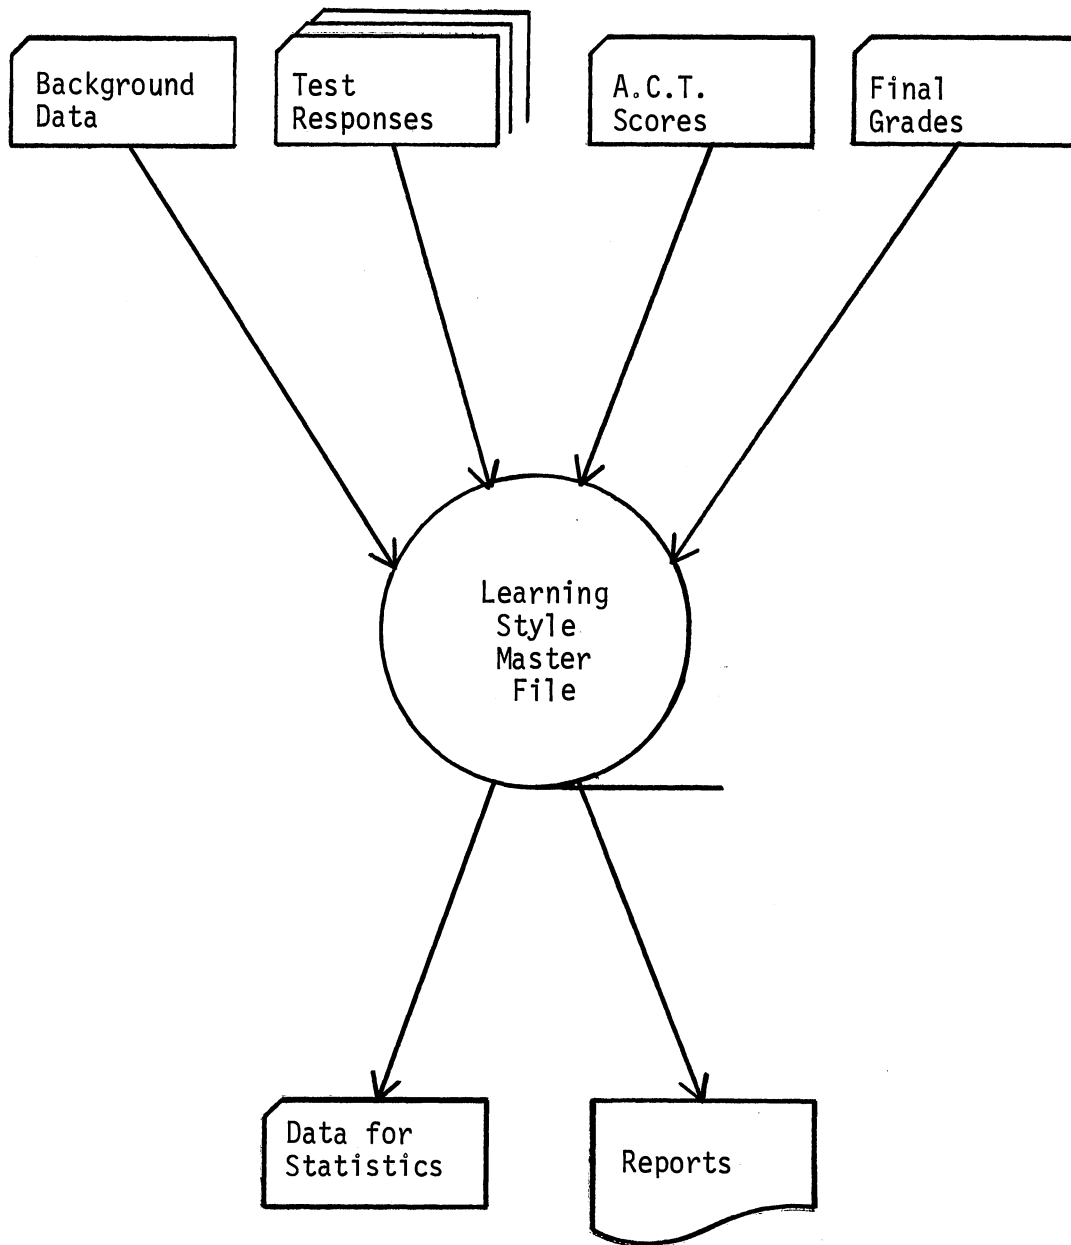 Background
Data
Test
Responses
A.C.T.
Scores
Final
Grades
Learning
Style
Master
File
Data for
Statistics
Reports